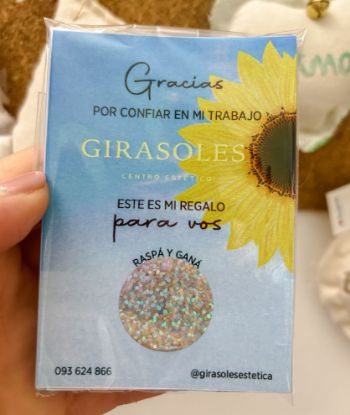 Gracias
POR CONFIAR EN MI TRABAJO
GIRASOLES
CENTRO ESTÉTICO
ESTE ES MI REGALO
para vos
RASPÁ Y GANÁ
093 624 866
@girasolesestetica